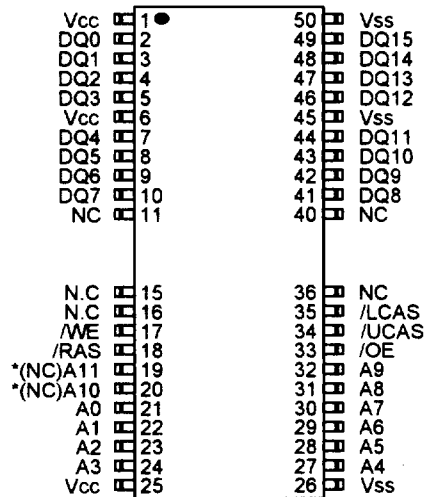 Vcc 1 50 Vss
DQ0 2 49 DQ15
DQ1 3 48 DQ14
DQ2 4 47 DQ13
DQ3 5 46 DQ12
Vcc 6 45 Vss
DQ4 7 44 DQ11
DQ5 8 43 DQ10
DQ6 9 42 DQ9
DQ7 10 41 DQ8
NC 11 40 NC
N.C 15 36 NC
N.C 16 35 /LCAS
/WE 17 34 /UCAS
/RAS 18 33 /OE
*(NC)A11 19 32 A9
*(NC)A10 20 31 A8
A0 21 30 A7
A1 22 29 A6
A2 23 28 A5
A3 24 27 A4
Vcc 25 26 Vss